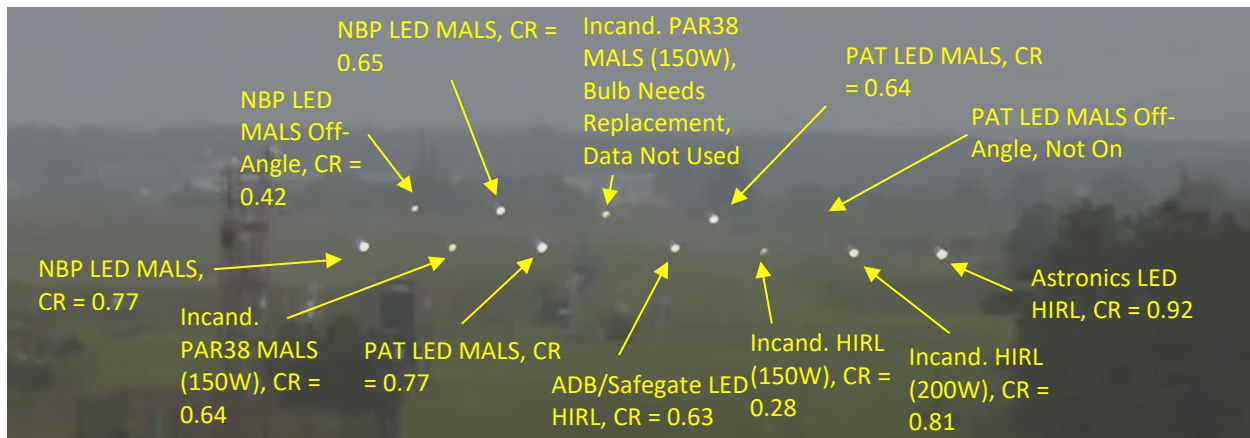 NBP LED MALS, CR =
0.65
Incand. PAR38
MALS (150W),
Bulb Needs
Replacement,
Data Not Used
PAT LED MALS, CR
= 0.64
NBP LED
MALS Off-
Angle, CR =
0.42
PAT LED MALS Off-
Angle, Not On
NBP LED MALS,
CR = 0.77
Incand.
PAR38 MALS
(150W), CR =
0.64
PAT LED MALS, CR
= 0.77
ADB/Safegate LED
HIRL, CR = 0.63
Incand. HIRL
(150W), CR =
0.28
Incand. HIRL
(200W), CR =
0.81
Astronics LED
HIRL, CR = 0.92